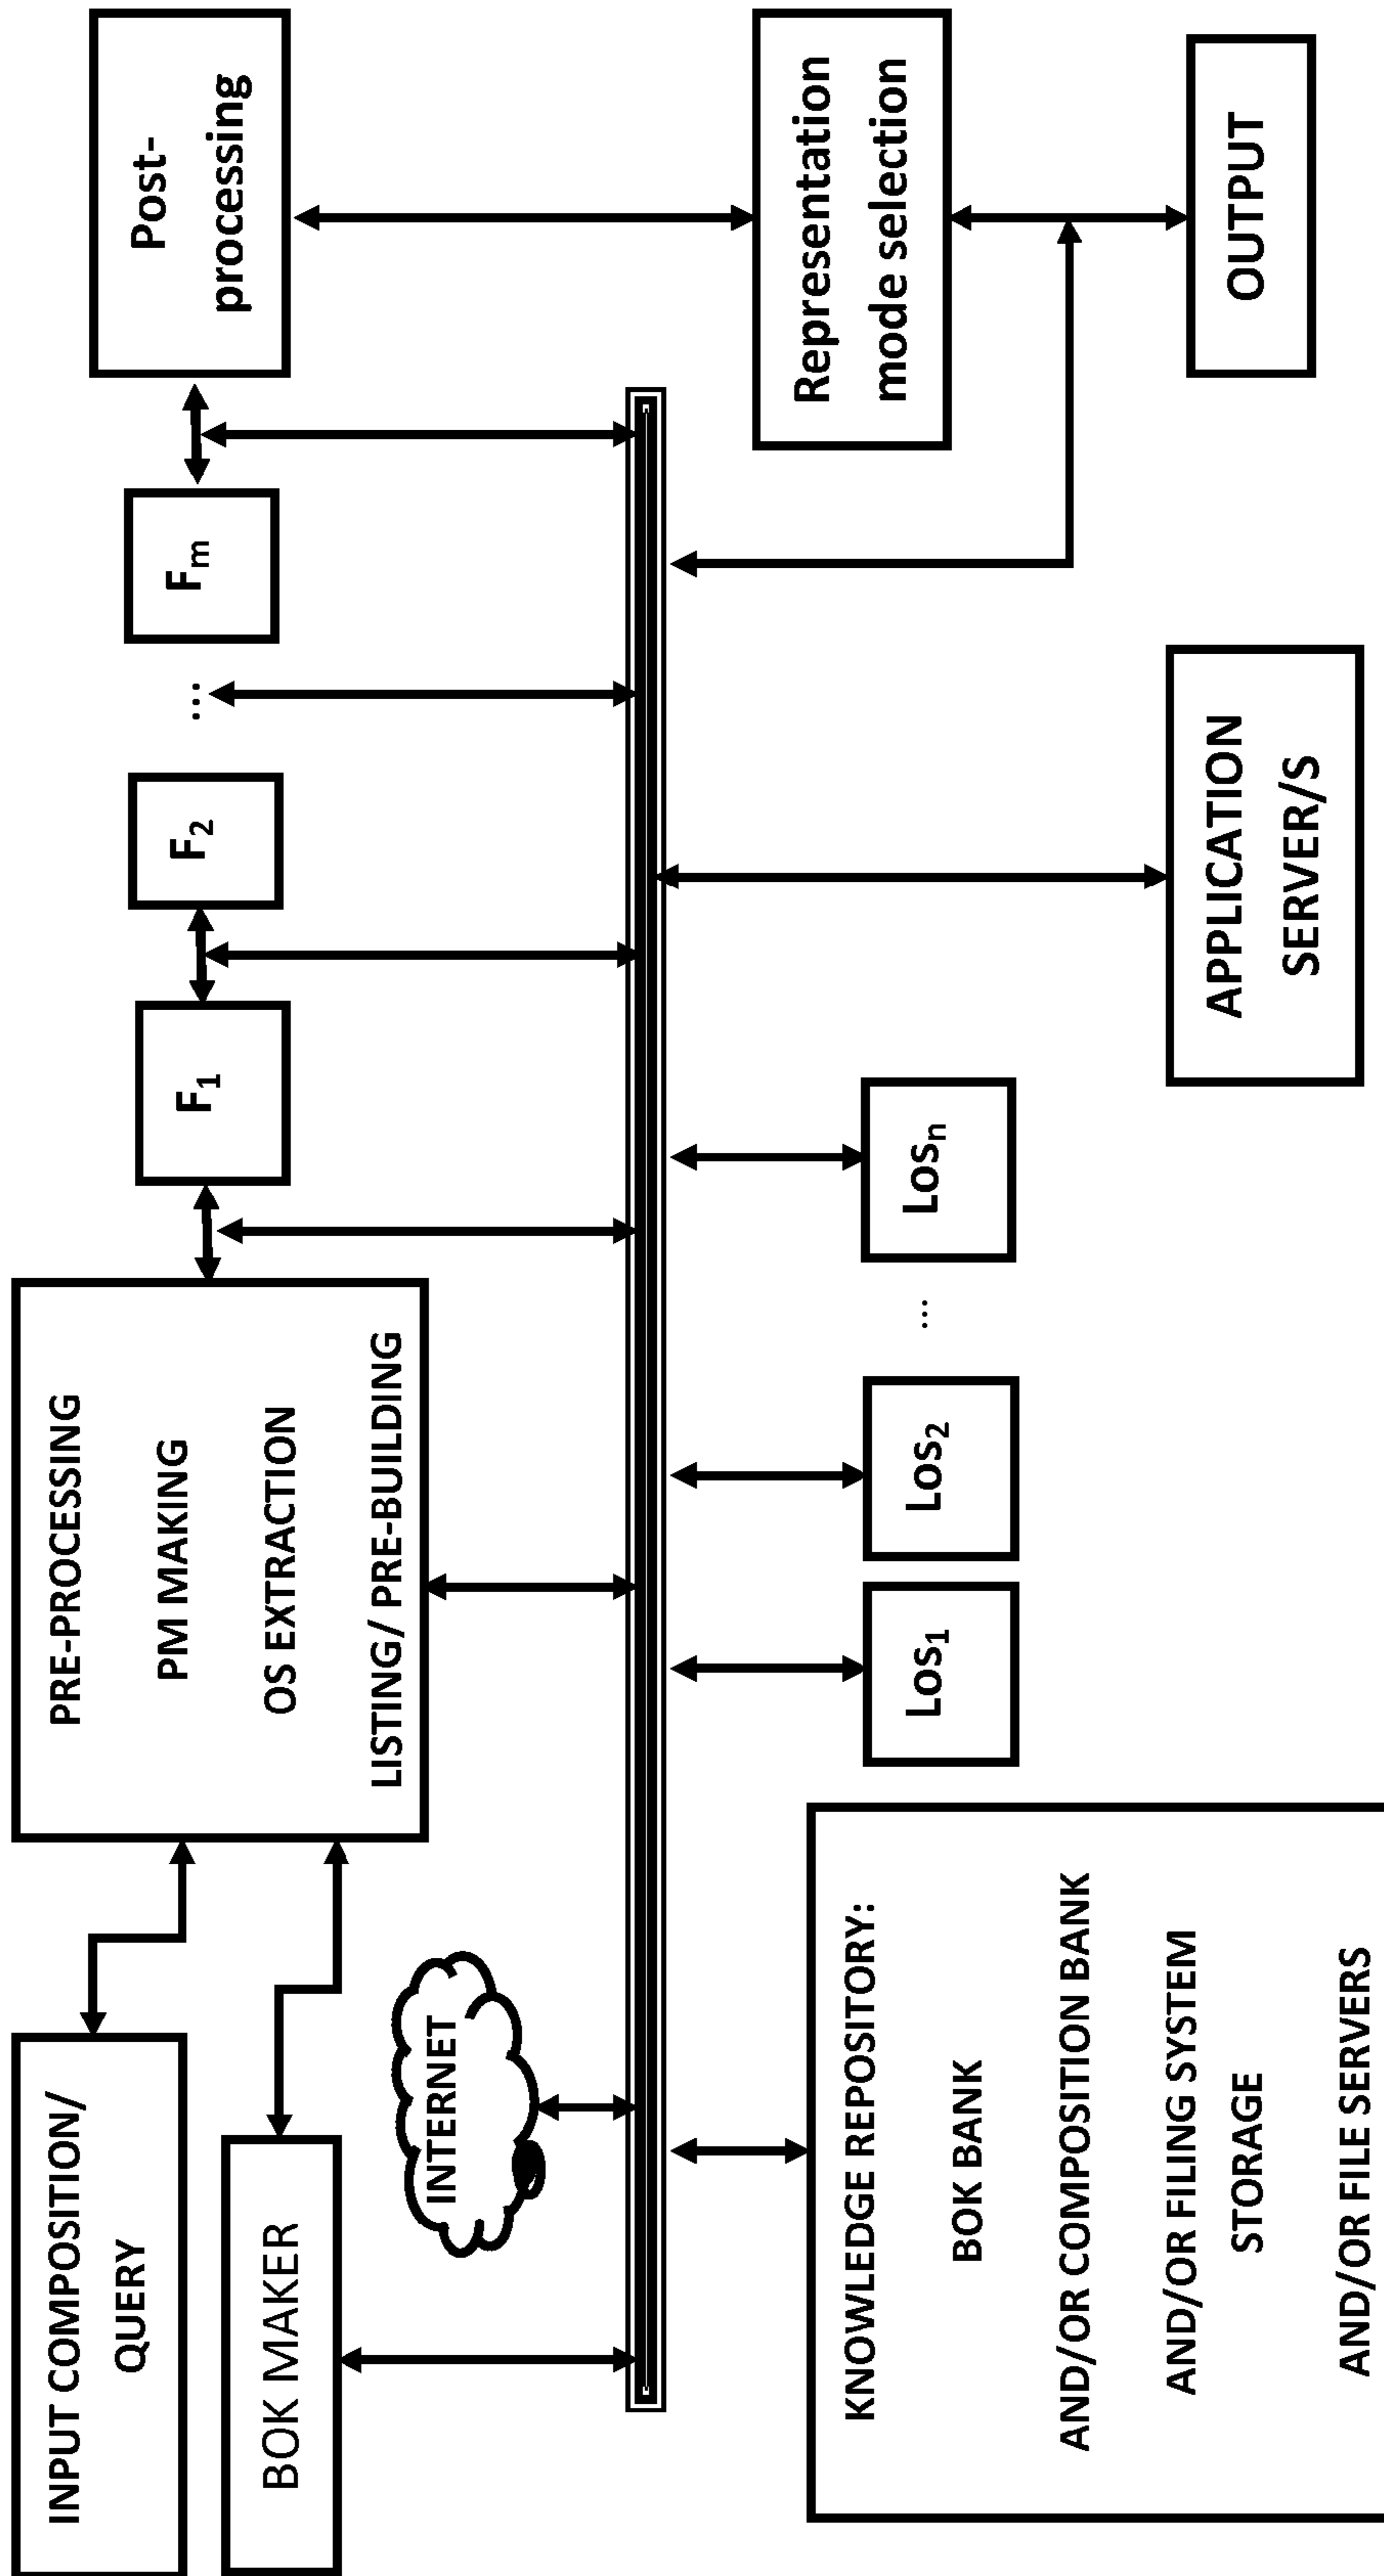 INPUT COMPOSITION/
QUERY
BOK MAKER
INTERNET
PRE-PROCESSING
PM MAKING
OS EXTRACTION
LISTING/ PRE-BUILDING
F₁
F₂
...
Fₘ
Post-
processing
KNOWLEDGE REPOSITORY:
BOK BANK
AND/OR COMPOSITION BANK
AND/OR FILING SYSTEM
STORAGE
AND/OR FILE SERVERS
LOS₁
LOS₂
...
LOSₙ
APPLICATION
SERVER/S
Representation
mode selection
OUTPUT